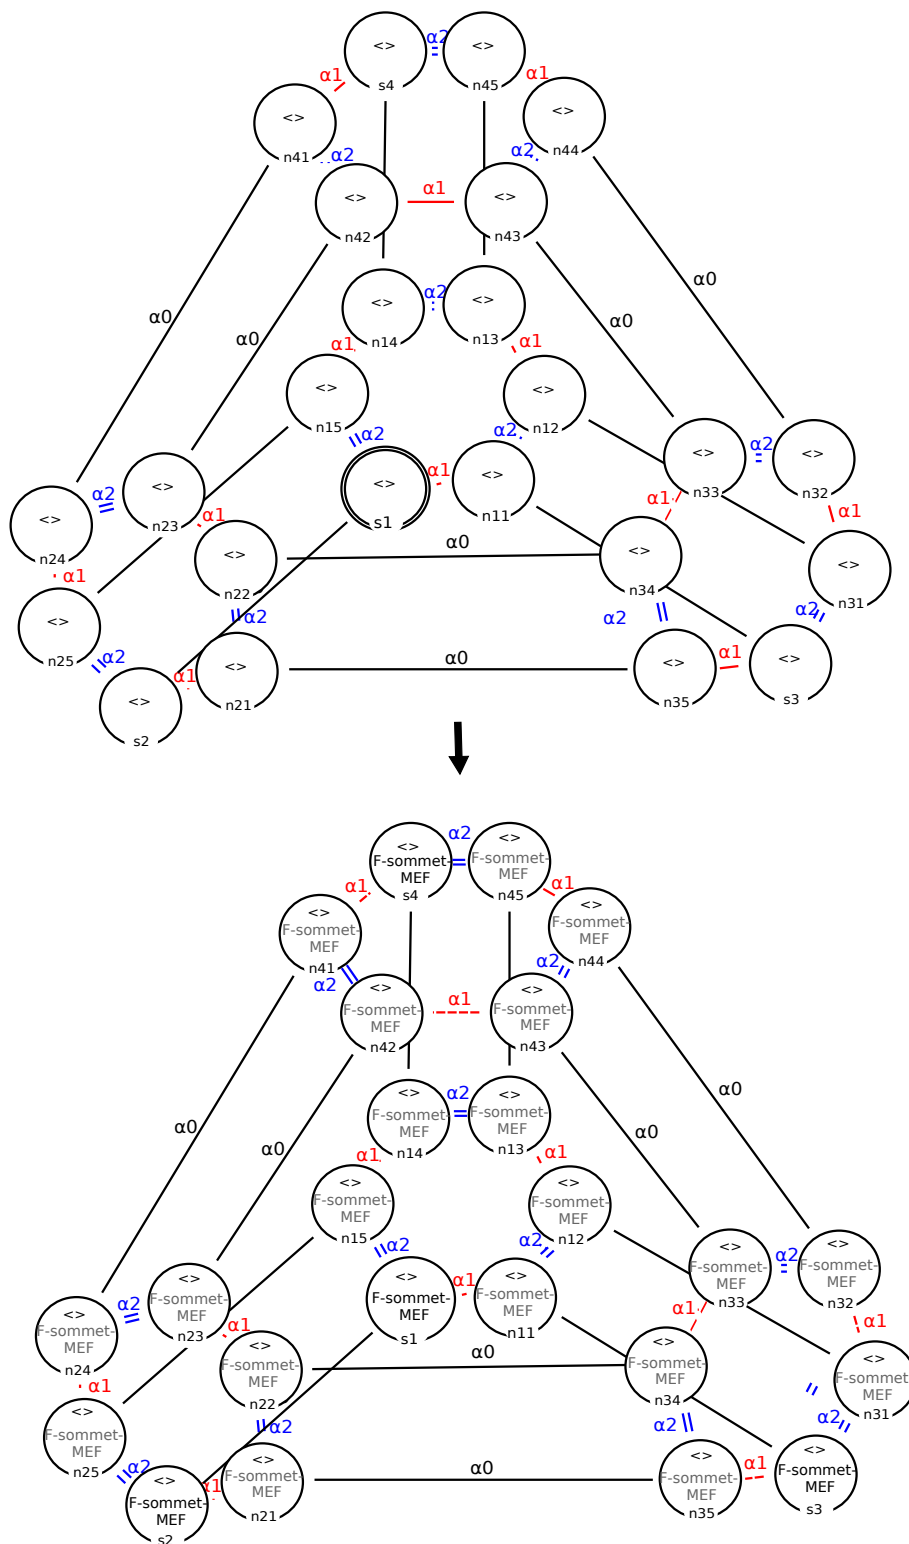 <> α2 <>
α1 s4 n45 α1
<> <>
n41 α2 α2 n44
<> α1 <>
n42 n43
α0 α0 α0 α0
<> α2 <>
n14 n13
α1 α1
<> <>
n15 α2 α2 n12
<> α1 <>
s1 n11
<> α2 <>
n33 n32
α1 α1
<> α2 <>
n24 n23
α1
<> α0 <> <>
n22 n34 n31
α1
<> α2 α2 α2
n25
α2 <> α0 <> α1 <>
α1 n21 n35 s3
<>
s2
<> α2 <>
F-sommet- F-sommet-
MEF MEF
α1 s4 n45 α1
<> <>
F-sommet- F-sommet-
MEF MEF
n41 α2 α2 n44
<> α1 <>
F-sommet- F-sommet-
MEF MEF
n42 n43
α0 α0 α0 α0
<> α2 <>
F-sommet- F-sommet-
MEF MEF
n14 n13
α1 α1
<> <>
F-sommet- F-sommet-
MEF MEF
n15 α2 α2 n12
<> α1 <>
F-sommet- F-sommet-
MEF MEF
s1 n11
<> α2 <>
F-sommet- F-sommet-
MEF MEF
n33 n32
α1 α1
<> α2 <>
F-sommet- F-sommet-
MEF MEF
n24 n23
α1
<> α0 <> <>
F-sommet- F-sommet- F-sommet-
MEF MEF MEF
n22 n34 n31
α1
<> α2 α2 α2
F-sommet-
MEF
n25
α2 <> α0 <> α1 <>
F-sommet- F-sommet- F-sommet-
MEF MEF MEF
α1 n21 n35 s3
<>
F-sommet-
MEF
s2